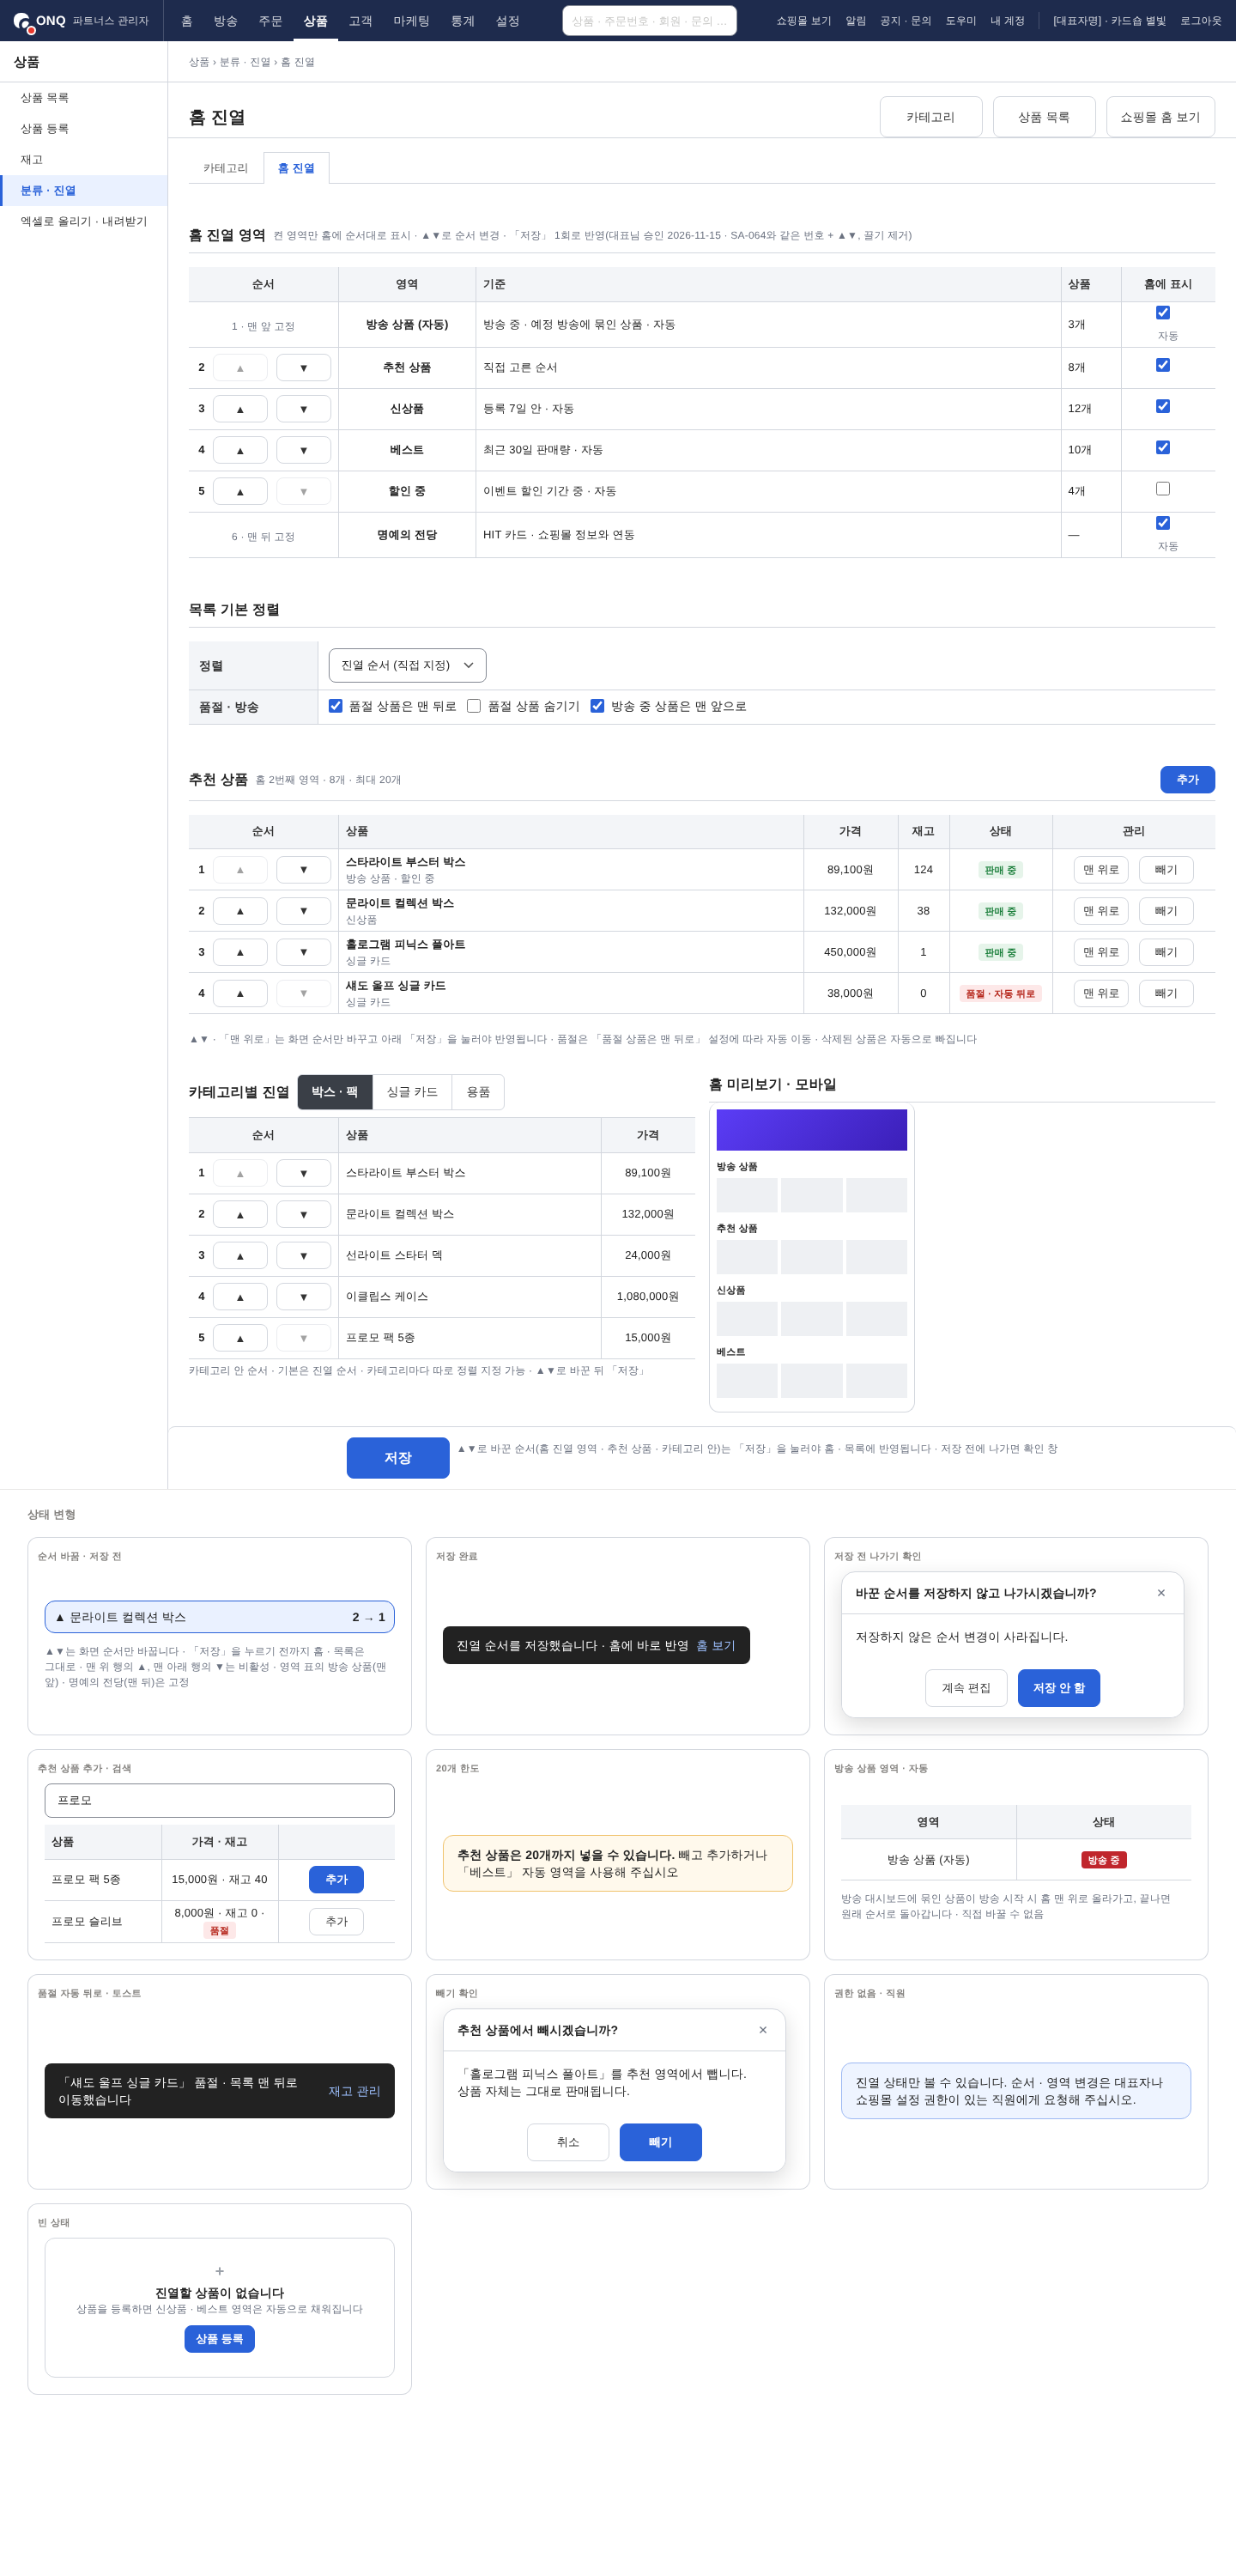 ONQ 파트너스 관리자 홈 방송 주문 상품 고객 마케팅 통계 설정 상품 · 주문번호 · 회원 · 문의 ... 쇼핑몰 보기 알림 공지 · 문의 도우미 내 계정 [대표자명] · 카드숍 별빛 로그아웃
상품
상품 목록
상품 등록
재고
분류 · 진열
엑셀로 올리기 · 내려받기
상품 › 분류 · 진열 › 홈 진열
홈 진열 카테고리 상품 목록 쇼핑몰 홈 보기
카테고리 홈 진열
홈 진열 영역 켠 영역만 홈에 순서대로 표시 · ▲▼로 순서 변경 · 「저장」 1회로 반영(대표님 승인 2026-11-15 · SA-064와 같은 번호 + ▲▼, 끌기 제거)
순서 영역 기준 상품 홈에 표시
1 · 맨 앞 고정 방송 상품 (자동) 방송 중 · 예정 방송에 묶인 상품 · 자동 3개 자동
2 ▲ ▼ 추천 상품 직접 고른 순서 8개
3 ▲ ▼ 신상품 등록 7일 안 · 자동 12개
4 ▲ ▼ 베스트 최근 30일 판매량 · 자동 10개
5 ▲ ▼ 할인 중 이벤트 할인 기간 중 · 자동 4개
6 · 맨 뒤 고정 명예의 전당 HIT 카드 · 쇼핑몰 정보와 연동 — 자동
목록 기본 정렬
정렬 진열 순서 (직접 지정)
품절 · 방송 품절 상품은 맨 뒤로 품절 상품 숨기기 방송 중 상품은 맨 앞으로
추천 상품 홈 2번째 영역 · 8개 · 최대 20개 추가
순서 상품 가격 재고 상태 관리
1 ▲ ▼ 스타라이트 부스터 박스 89,100원 124 판매 중 맨 위로 빼기
방송 상품 · 할인 중
2 ▲ ▼ 문라이트 컬렉션 박스 132,000원 38 판매 중 맨 위로 빼기
신상품
3 ▲ ▼ 홀로그램 피닉스 풀아트 450,000원 1 판매 중 맨 위로 빼기
싱글 카드
4 ▲ ▼ 섀도 울프 싱글 카드 38,000원 0 품절 · 자동 뒤로 맨 위로 빼기
싱글 카드
▲▼ · 「맨 위로」는 화면 순서만 바꾸고 아래 「저장」을 눌러야 반영됩니다 · 품절은 「품절 상품은 맨 뒤로」 설정에 따라 자동 이동 · 삭제된 상품은 자동으로 빠집니다
카테고리별 진열 박스 · 팩 싱글 카드 용품
순서 상품 가격
1 ▲ ▼ 스타라이트 부스터 박스 89,100원
2 ▲ ▼ 문라이트 컬렉션 박스 132,000원
3 ▲ ▼ 선라이트 스타터 덱 24,000원
4 ▲ ▼ 이클립스 케이스 1,080,000원
5 ▲ ▼ 프로모 팩 5종 15,000원
카테고리 안 순서 · 기본은 진열 순서 · 카테고리마다 따로 정렬 지정 가능 · ▲▼로 바꾼 뒤 「저장」
홈 미리보기 · 모바일
방송 상품
추천 상품
신상품
베스트
저장 ▲▼로 바꾼 순서(홈 진열 영역 · 추천 상품 · 카테고리 안)는 「저장」을 눌러야 홈 · 목록에 반영됩니다 · 저장 전에 나가면 확인 창
상태 변형
순서 바꿈 · 저장 전
▲ 문라이트 컬렉션 박스 2 → 1
▲▼는 화면 순서만 바꿉니다 · 「저장」을 누르기 전까지 홈 · 목록은
그대로 · 맨 위 행의 ▲, 맨 아래 행의 ▼는 비활성 · 영역 표의 방송 상품(맨
앞) · 명예의 전당(맨 뒤)은 고정
저장 완료
진열 순서를 저장했습니다 · 홈에 바로 반영 홈 보기
저장 전 나가기 확인
바꾼 순서를 저장하지 않고 나가시겠습니까? ×
저장하지 않은 순서 변경이 사라집니다.
계속 편집 저장 안 함
추천 상품 추가 · 검색
프로모
상품 가격 · 재고
프로모 팩 5종 15,000원 · 재고 40 추가
프로모 슬리브 8,000원 · 재고 0 · 품절 추가
20개 한도
추천 상품은 20개까지 넣을 수 있습니다. 빼고 추가하거나
「베스트」 자동 영역을 사용해 주십시오
방송 상품 영역 · 자동
영역 상태
방송 상품 (자동) 방송 중
방송 대시보드에 묶인 상품이 방송 시작 시 홈 맨 위로 올라가고, 끝나면
원래 순서로 돌아갑니다 · 직접 바꿀 수 없음
품절 자동 뒤로 · 토스트
「섀도 울프 싱글 카드」 품절 · 목록 맨 뒤로
이동했습니다 재고 관리
빼기 확인
추천 상품에서 빼시겠습니까? ×
「홀로그램 피닉스 풀아트」를 추천 영역에서 뺍니다.
상품 자체는 그대로 판매됩니다.
취소 빼기
권한 없음 · 직원
진열 상태만 볼 수 있습니다. 순서 · 영역 변경은 대표자나
쇼핑몰 설정 권한이 있는 직원에게 요청해 주십시오.
빈 상태
+
진열할 상품이 없습니다
상품을 등록하면 신상품 · 베스트 영역은 자동으로 채워집니다
상품 등록